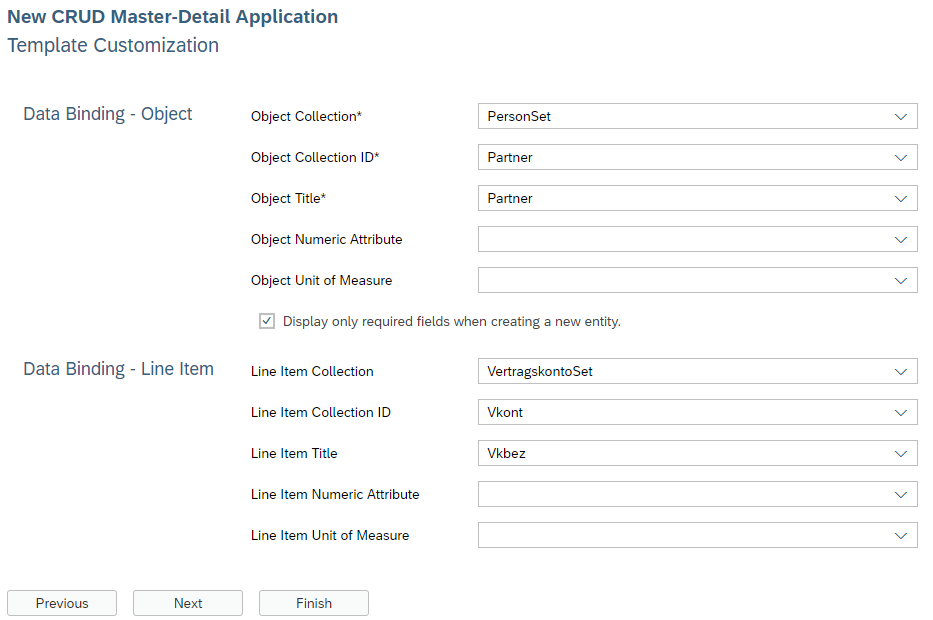 New CRUD Master-Detail Application
Template Customization
Data Binding - Object
Object Collection* PersonSet
Object Collection ID* Partner
Object Title* Partner
Object Numeric Attribute
Object Unit of Measure
Display only required fields when creating a new entity.
Data Binding - Line Item
Line Item Collection VertragskontoSet
Line Item Collection ID Vkont
Line Item Title Vkbez
Line Item Numeric Attribute
Line Item Unit of Measure
Previous Next Finish